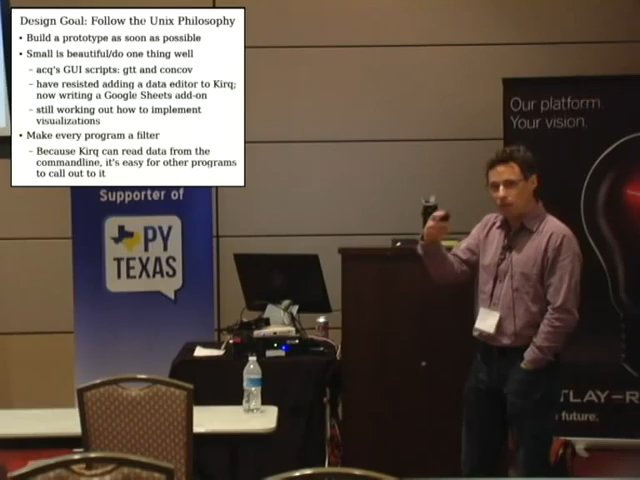 Design Goal: Follow the Unix Philosophy
• Build a prototype as soon as possible
• Small is beautiful/do one thing well
– acq's GUI scripts: gtt and concov
– have resisted adding a data editor to Kirq;
now writing a Google Sheets add-on
– still working out how to implement
visualizations
• Make every program a filter
– Because Kirq can read data from the
commandline, it's easy for other programs
to call out to it
Supporter of
PY
TEXAS
Our platform.
Your vision.
TLAY-R
future.